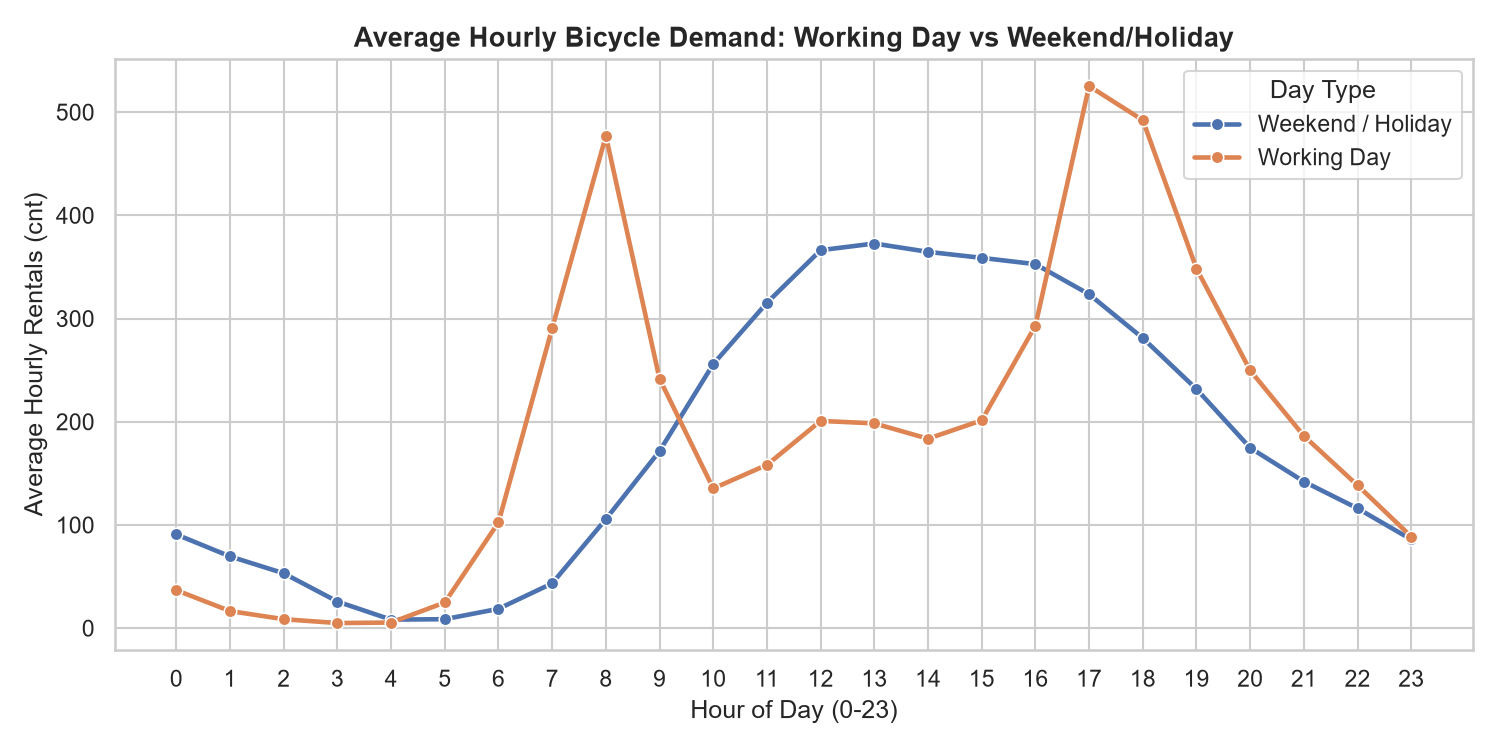 Average Hourly Bicycle Demand: Working Day vs Weekend/Holiday
Day Type
Weekend / Holiday
Working Day
Average Hourly Rentals (cnt)
500
400
300
200
100
0
0 1 2 3 4 5 6 7 8 9 10 11 12 13 14 15 16 17 18 19 20 21 22 23
Hour of Day (0-23)